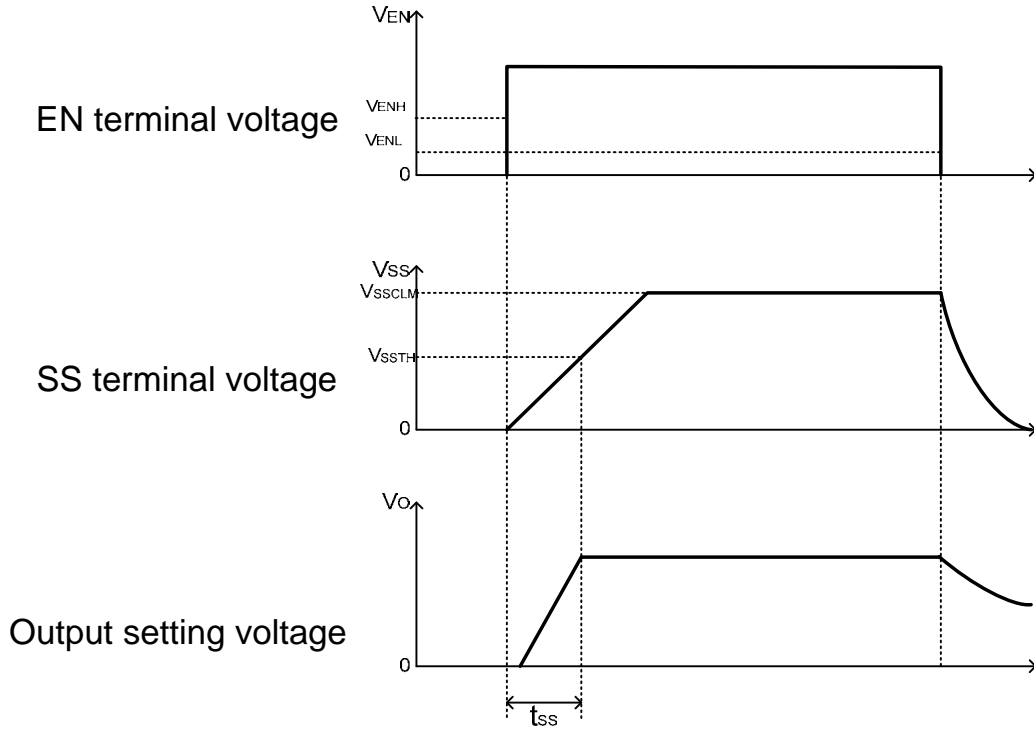 VEN
VENH
EN terminal voltage
VENL
0
VSS
VSSCLM
VSSTH
SS terminal voltage
0
VO
Output setting voltage
0
tSS